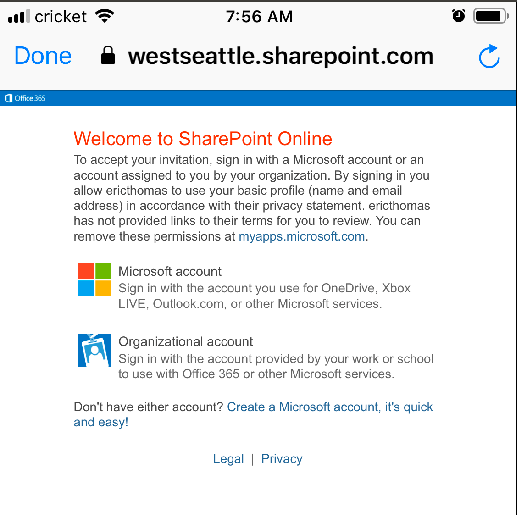 cricket 7:56 AM
Done westseattle.sharepoint.com
Office 365
Welcome to SharePoint Online
To accept your invitation, sign in with a Microsoft account or an
account assigned to you by your organization. By signing in you
allow ericthomas to use your basic profile (name and email
address) in accordance with their privacy statement. ericthomas
has not provided links to their terms for you to review. You can
remove these permissions at myapps.microsoft.com.
Microsoft account
Sign in with the account you use for OneDrive, Xbox
LIVE, Outlook.com, or other Microsoft services.
Organizational account
Sign in with the account provided by your work or school
to use with Office 365 or other Microsoft services.
Don't have either account? Create a Microsoft account, it's quick
and easy!
Legal | Privacy